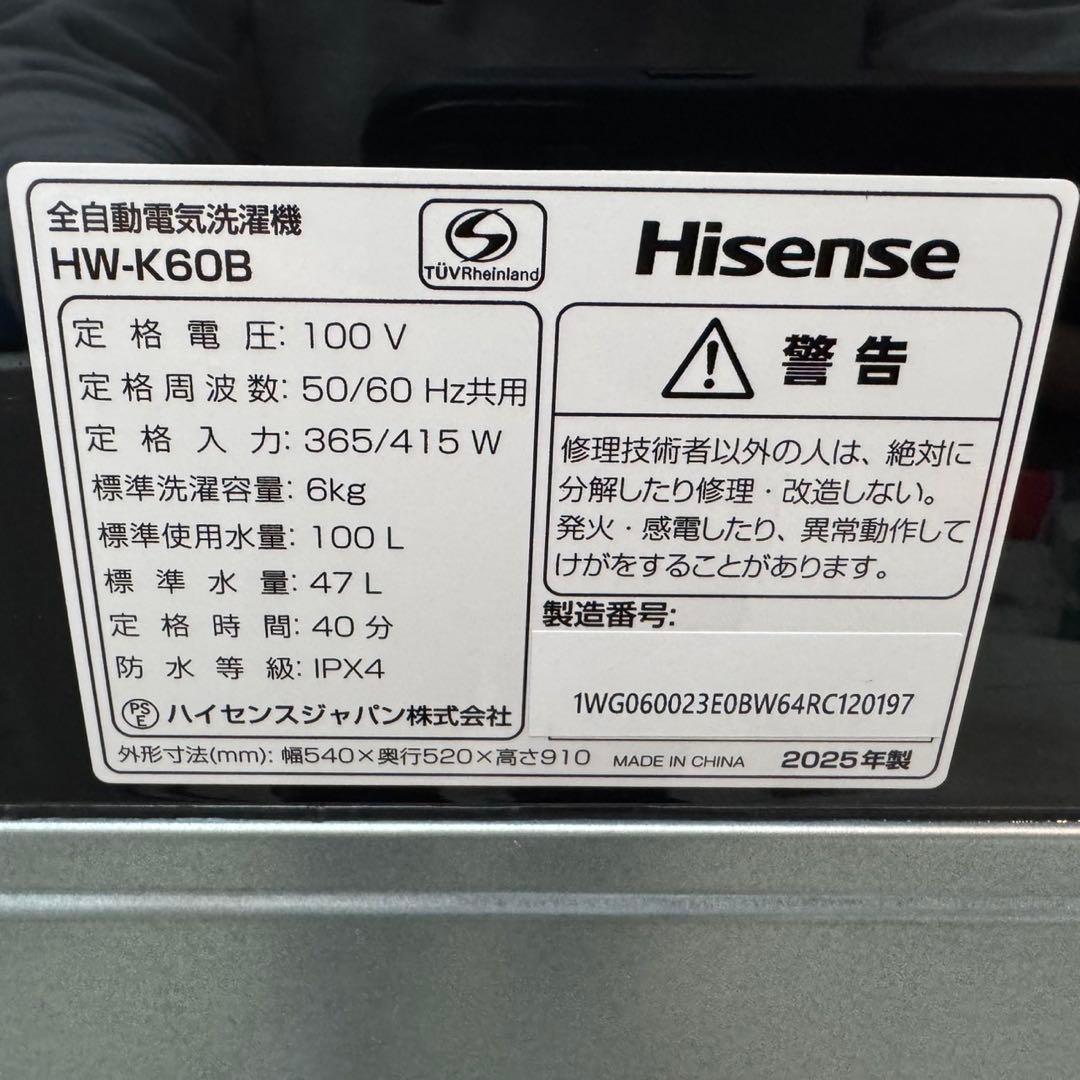 全自動電気洗濯機
HW-K60B
TÜVRheinland
Hisense
定格電圧: 100 V
定格周波数: 50/60 Hz共用
定格入力: 365/415 W
標準洗濯容量: 6kg
標準使用水量: 100 L
標準水量: 47 L
定格時間: 40 分
防水等級: IPX4
PS
E
ハイセンスジャパン株式会社
警告
修理技術者以外の人は、絶対に
分解したり修理・改造しない。
発火・感電したり、異常動作して
けがをすることがあります。
製造番号:
1WG060023E0BW64RC120197
外形寸法(mm): 幅540×奥行520×高さ910 MADE IN CHINA 2025年製